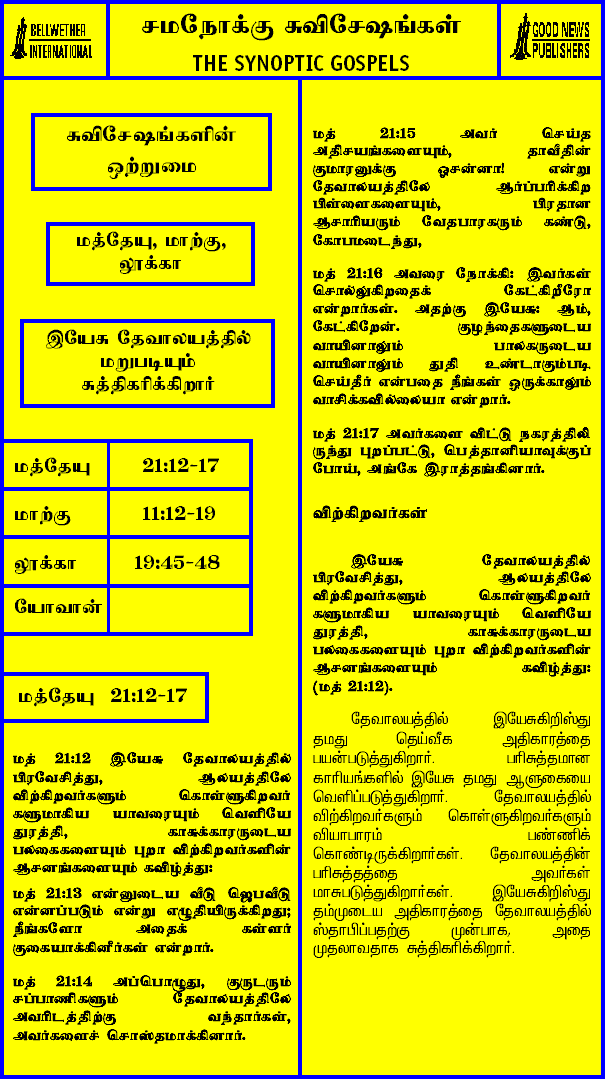 BELLWETHER
INTERNATIONAL
சமநோக்கு சுவிசேஷங்கள்
THE SYNOPTIC GOSPELS
GOOD NEWS
PUBLISHERS
சுவிசேஷங்களின்
ஒற்றுமை
மத்தேயு, மாற்கு,
லூக்கா
இயேசு தேவாலயத்தில்
மறுபடியும்
சுத்திகரிக்கிறார்
மத்தேயு 21:12-17
மாற்கு 11:12-19
லூக்கா 19:45-48
யோவான்
மத்தேயு 21:12-17
மத் 21:12 இயேசு தேவாலயத்தில்
பிரவேசித்து, ஆலயத்திலே
விற்கிறவர்களும் கொள்ளுகிறவர்
களுமாகிய யாவரையும் வெளியே
துரத்தி, காசுக்காரருடைய
பலகைகளையும் புறா விற்கிறவர்களின்
ஆசனங்களையும் கவிழ்த்து:
மத் 21:13 என்னுடைய வீடு ஜெபவீடு
என்னப்படும் என்று எழுதியிருக்கிறது;
நீங்களோ அதைக் கள்ளர்
குகையாக்கினீர்கள் என்றார்.
மத் 21:14 அப்பொழுது, குருடரும்
சப்பாணிகளும் தேவாலயத்திலே
அவரிடத்திற்கு வந்தார்கள்,
அவர்களைச் சொஸ்தமாக்கினார்.
மத் 21:15 அவர் செய்த
அதிசயங்களையும், தாவீதின்
குமாரனுக்கு ஓசன்னா! என்று
தேவாலயத்திலே ஆர்ப்பரிக்கிற
பிள்ளைகளையும், பிரதான
ஆசாரியரும் வேதபாரகரும் கண்டு,
கோபமடைந்து,
மத் 21:16 அவரை நோக்கி: இவர்கள்
சொல்லுகிறதைக் கேட்கிறீரோ
என்றார்கள். அதற்கு இயேசு: ஆம்,
கேட்கிறேன். குழந்தைகளுடைய
வாயினாலும் பாலகருடைய
வாயினாலும் துதி உண்டாகும்படி
செய்தீர் என்பதை நீங்கள் ஒருக்காலும்
வாசிக்கவில்லையா என்றார்.
மத் 21:17 அவர்களை விட்டு நகரத்திலி
ருந்து புறப்பட்டு, பெத்தானியாவுக்குப்
போய், அங்கே இராத்தங்கினார்.
விற்கிறவர்கள்
இயேசு தேவாலயத்தில்
பிரவேசித்து, ஆலயத்திலே
விற்கிறவர்களும் கொள்ளுகிறவர்
களுமாகிய யாவரையும் வெளியே
துரத்தி, காசுக்காரருடைய
பலகைகளையும் புறா விற்கிறவர்களின்
ஆசனங்களையும் கவிழ்த்து:
(மத் 21:12).
தேவாலயத்தில் இயேசுகிறிஸ்து
தமது தெய்வீக அதிகாரத்தை
பயன்படுத்துகிறார். பரிசுத்தமான
காரியங்களில் இயேசு தமது ஆளுகையை
வெளிப்படுத்துகிறார். தேவாலயத்தில்
விற்கிறவர்களும் கொள்ளுகிறவர்களும்
வியாபாரம் பண்ணிக்
கொண்டிருக்கிறார்கள். தேவாலயத்தின்
பரிசுத்தத்தை அவர்கள்
மாசுபடுத்துகிறார்கள். இயேசுகிறிஸ்து
தம்முடைய அதிகாரத்தை தேவாலயத்தில்
ஸ்தாபிப்பதற்கு முன்பாக, அதை
முதலாவதாக சுத்திகரிக்கிறார்.